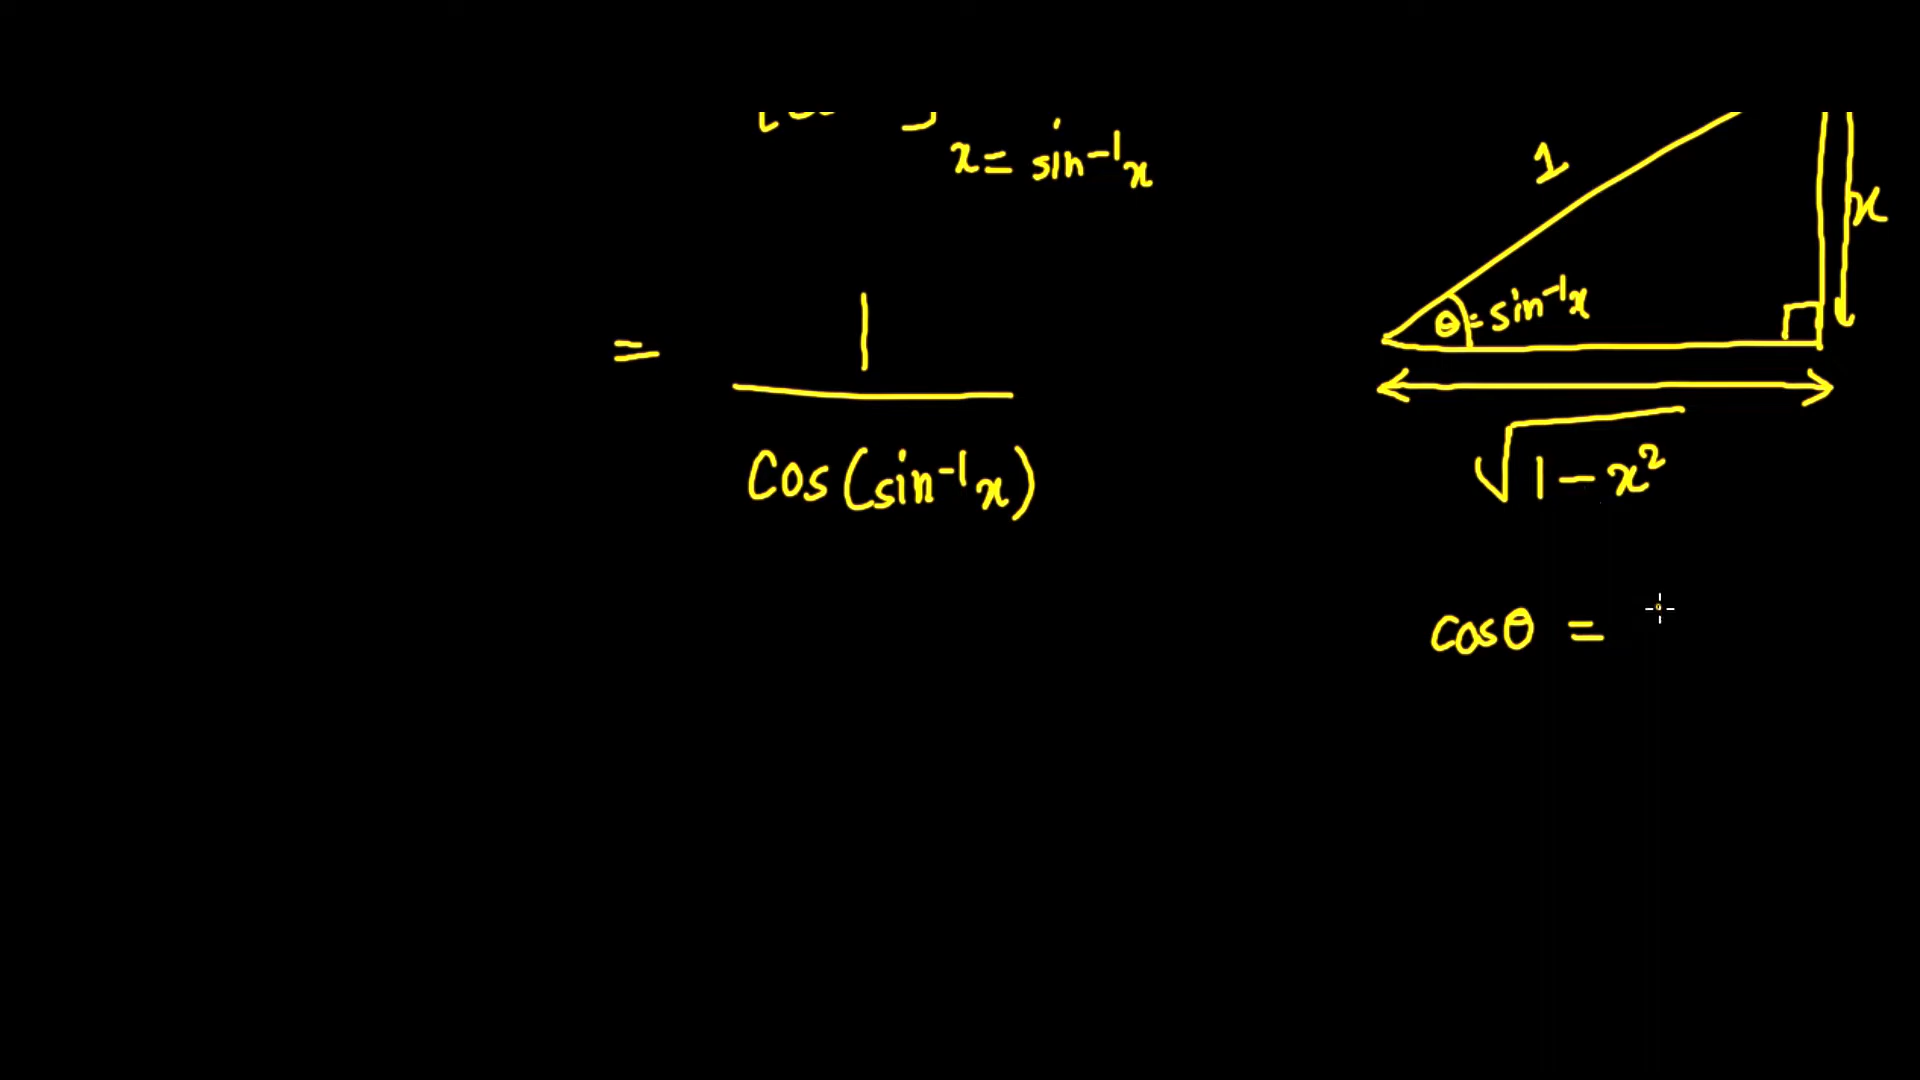 x = sin⁻¹x
1
x
θ = sin⁻¹x
= 1
cos(sin⁻¹x)
√1 − x²
cosθ =